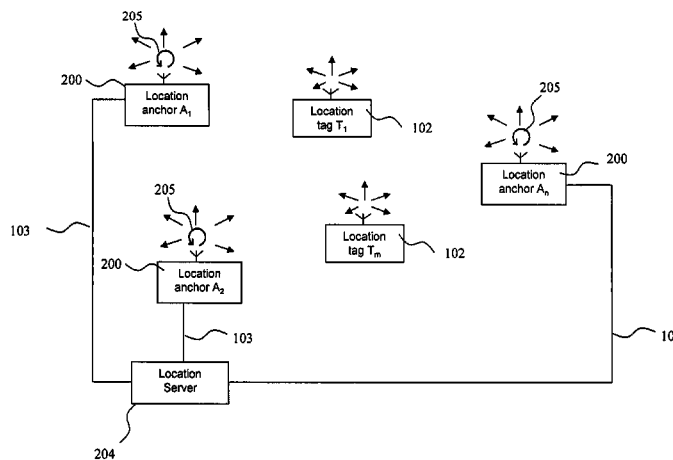 205
200
Location
anchor A1
Location
tag T1
102
205
200
Location
anchor An
205
200
Location
anchor A2
Location
tag Tm
102
103
103
10
Location
Server
204